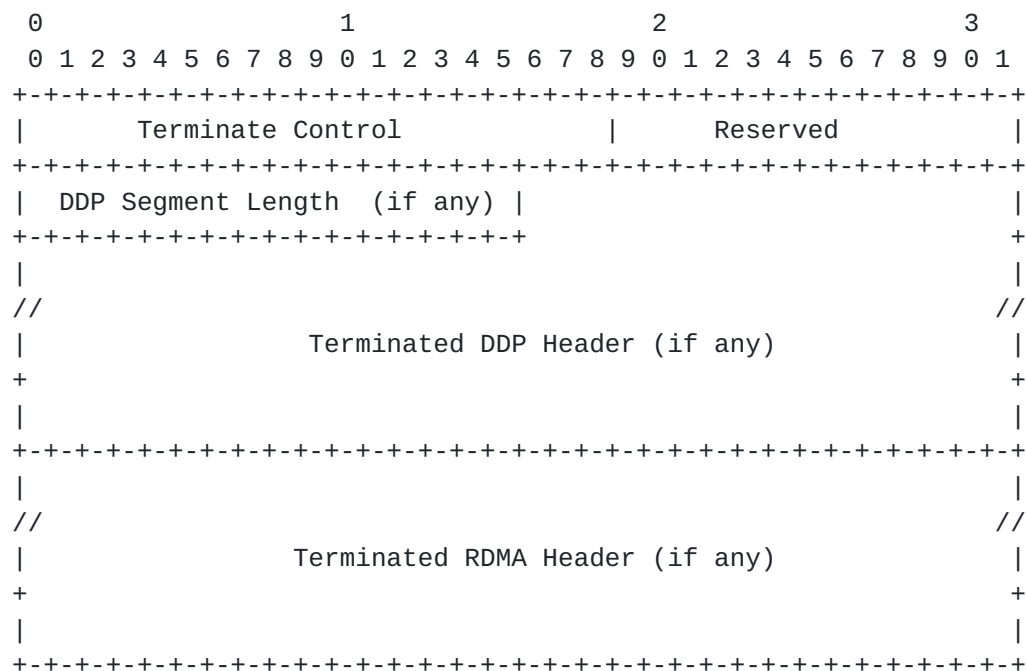 0                   1                   2                   3
 0 1 2 3 4 5 6 7 8 9 0 1 2 3 4 5 6 7 8 9 0 1 2 3 4 5 6 7 8 9 0 1
+-+-+-+-+-+-+-+-+-+-+-+-+-+-+-+-+-+-+-+-+-+-+-+-+-+-+-+-+-+-+-+-+
|       Terminate Control             |      Reserved           |
+-+-+-+-+-+-+-+-+-+-+-+-+-+-+-+-+-+-+-+-+-+-+-+-+-+-+-+-+-+-+-+-+
|  DDP Segment Length  (if any) |                               |
+-+-+-+-+-+-+-+-+-+-+-+-+-+-+-+-+                               +
|                                                               |
//                                                             //
|                  Terminated DDP Header (if any)               |
+                                                               +
|                                                               |
+-+-+-+-+-+-+-+-+-+-+-+-+-+-+-+-+-+-+-+-+-+-+-+-+-+-+-+-+-+-+-+-+
|                                                               |
//                                                             //
|                 Terminated RDMA Header (if any)               |
+                                                               +
|                                                               |
+-+-+-+-+-+-+-+-+-+-+-+-+-+-+-+-+-+-+-+-+-+-+-+-+-+-+-+-+-+-+-+-+